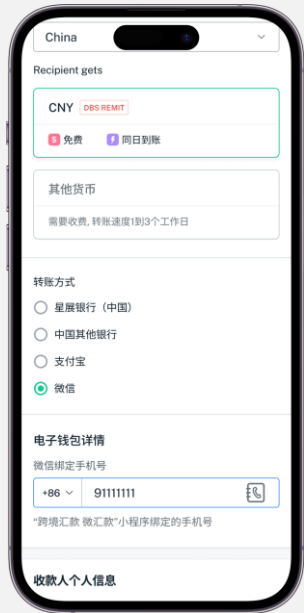 China
Recipient gets
CNY DBS REMIT
免费 同日到账
其他货币
需要收费, 转账速度1到3个工作日
转账方式
星展银行（中国）
中国其他银行
支付宝
微信
电子钱包详情
微信绑定手机号
+86 91111111
“跨境汇款 微汇款”小程序绑定的手机号
收款人个人信息